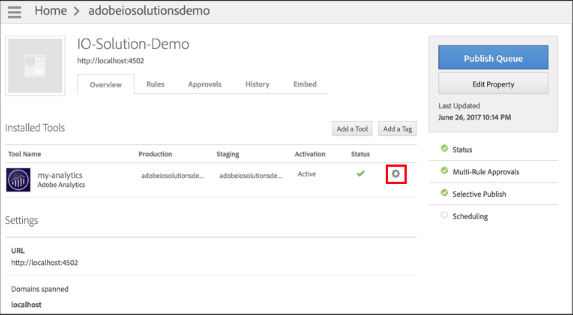 Home > adobeiosolutionsdemo
IO-Solution-Demo
http://localhost:4502
Overview Rules Approvals History Embed
Installed Tools Add a Tool Add a Tag
Tool Name Production Staging Activation Status
my-analytics adobeiosolutionsde... adobeiosolutionsde... Active
Adobe Analytics
Settings
URL
http://localhost:4502
Domains spanned
localhost
Publish Queue
Edit Property
Last Updated
June 26, 2017 10:14 PM
Status
Multi-Rule Approvals
Selective Publish
Scheduling